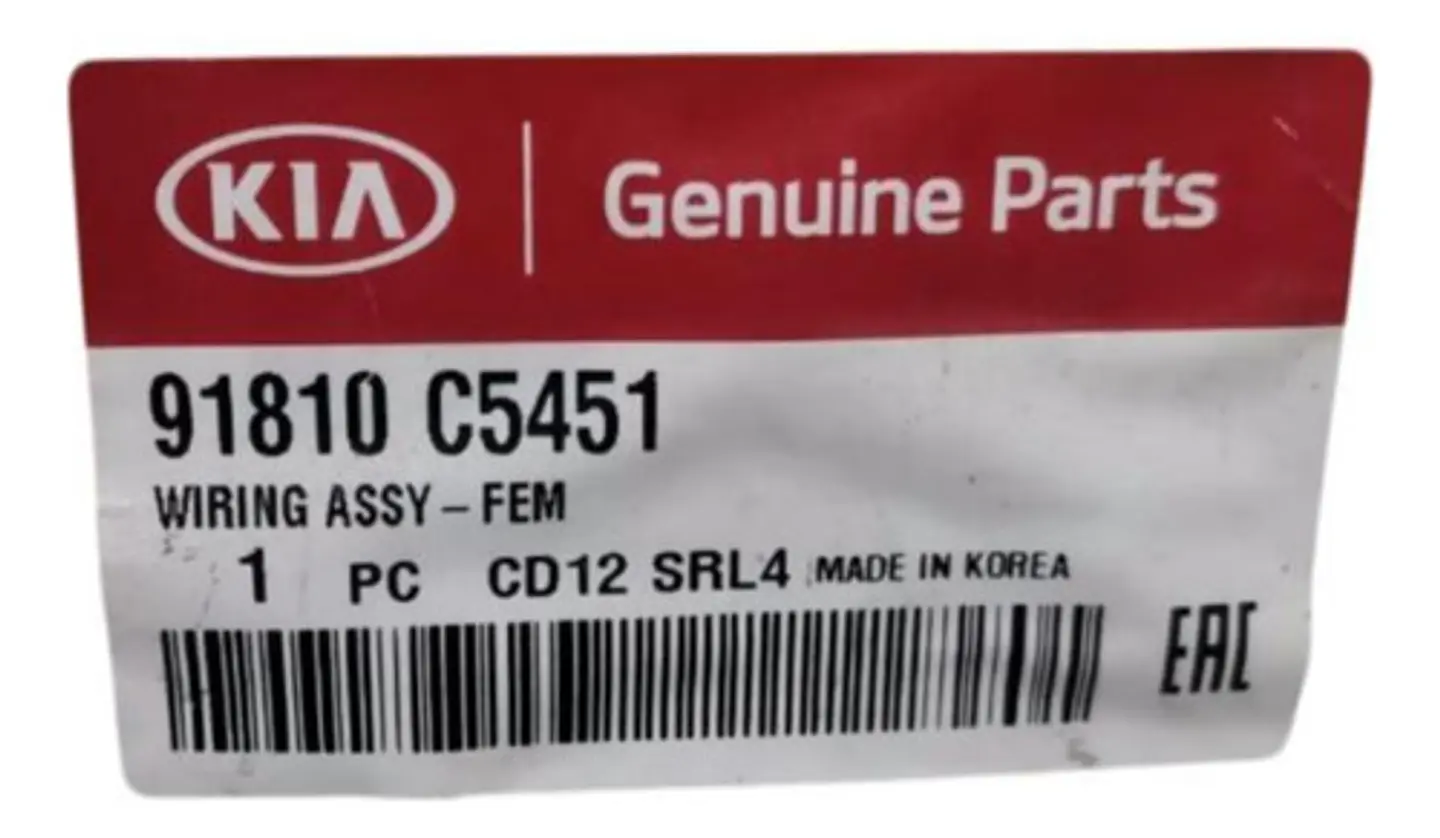 KIA Genuine Parts
91810 C5451
WIRING ASSY - FEM
1 PC CD12 SRL4 MADE IN KOREA
EAC